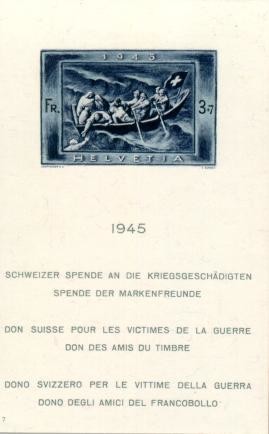 1945
FR. 3+7
HELVETIA
1945
SCHWEIZER SPENDE AN DIE KRIEGSGESCHÄDIGTEN
SPENDE DER MARKENFREUNDE
DON SUISSE POUR LES VICTIMES DE LA GUERRE
DON DES AMIS DU TIMBRE
DONO SVIZZERO PER LE VITTIME DELLA GUERRA
DONO DEGLI AMICI DEL FRANCOBOLLO
7